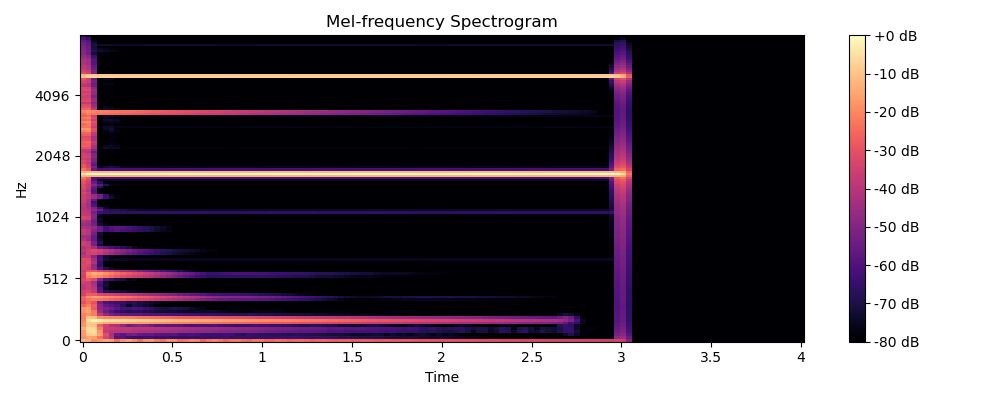 Mel-frequency Spectrogram
Hz
4096
2048
1024
512
0
0
0.5
1
1.5
2
2.5
3
3.5
4
Time
+0 dB
-10 dB
-20 dB
-30 dB
-40 dB
-50 dB
-60 dB
-70 dB
-80 dB